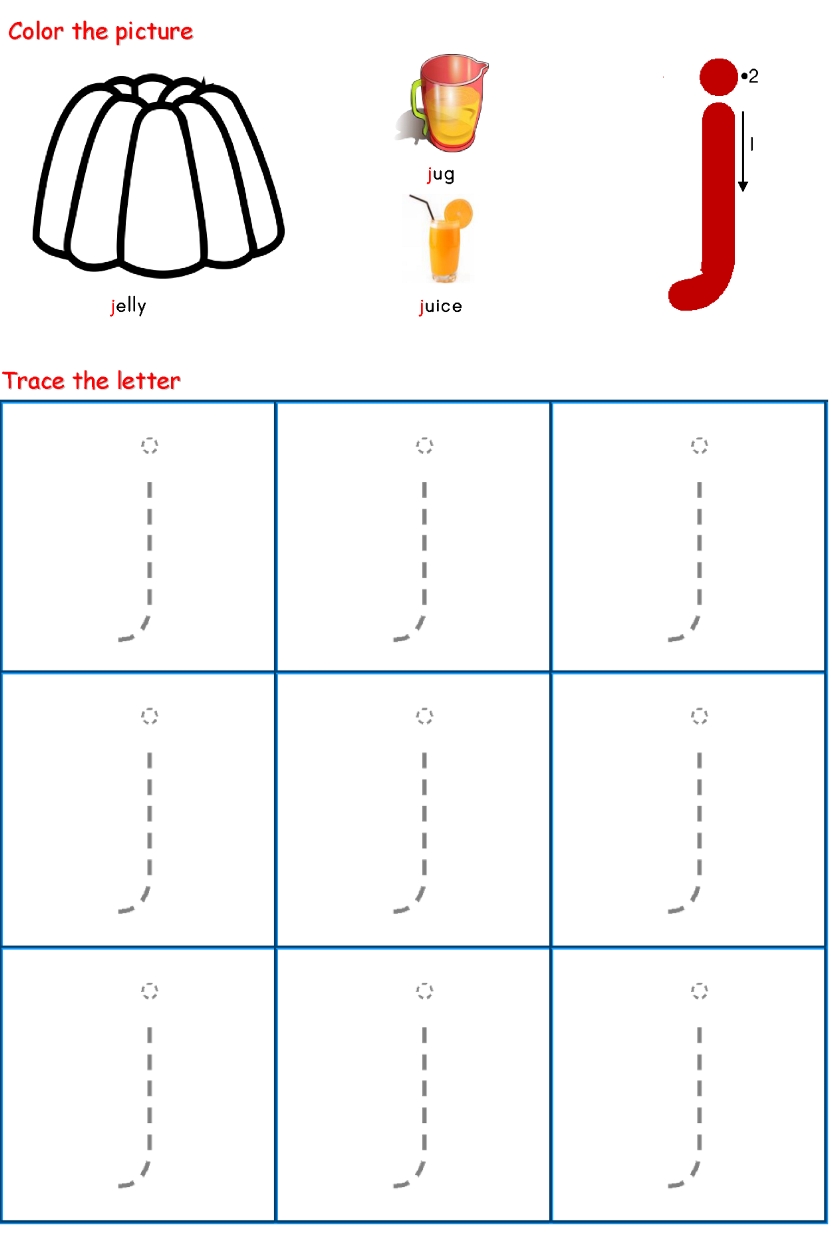 Color the picture
jug
jelly
juice
j
2
1
Trace the letter
j j j
j j j
j j j